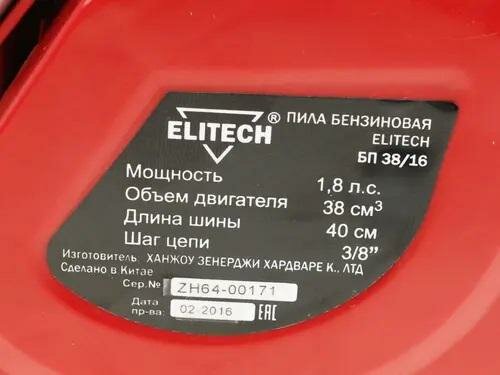 ELITECH ® ПИЛА БЕНЗИНОВАЯ
ELITECH
БП 38/16
Мощность 1,8 л.с.
Объем двигателя 38 см³
Длина шины 40 см
Шаг цепи 3/8”
Изготовитель: ХАНЖОУ ЗЕНЕРДЖИ ХАРДВАРЕ К., ЛТД
Сделано в Китае
Сер.№ ZH64-00171
Дата
пр-ва: 02-2016 EAC